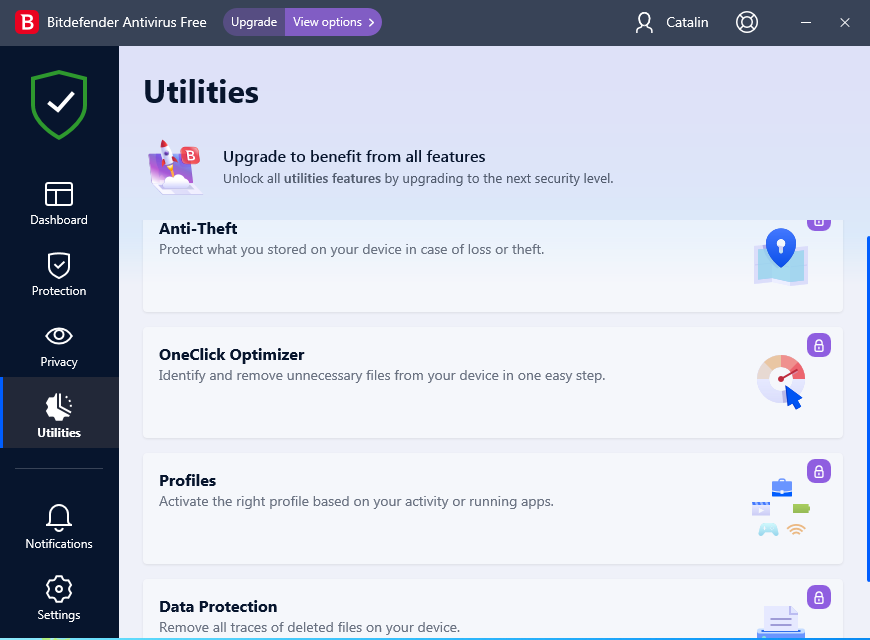 B Bitdefender Antivirus Free Upgrade View options Catalin
Utilities
B
Upgrade to benefit from all features
Unlock all utilities features by upgrading to the next security level.
Dashboard
Protection
Privacy
Utilities
Notifications
Settings
Anti-Theft
Protect what you stored on your device in case of loss or theft.
OneClick Optimizer
Identify and remove unnecessary files from your device in one easy step.
Profiles
Activate the right profile based on your activity or running apps.
Data Protection
Remove all traces of deleted files on your device.